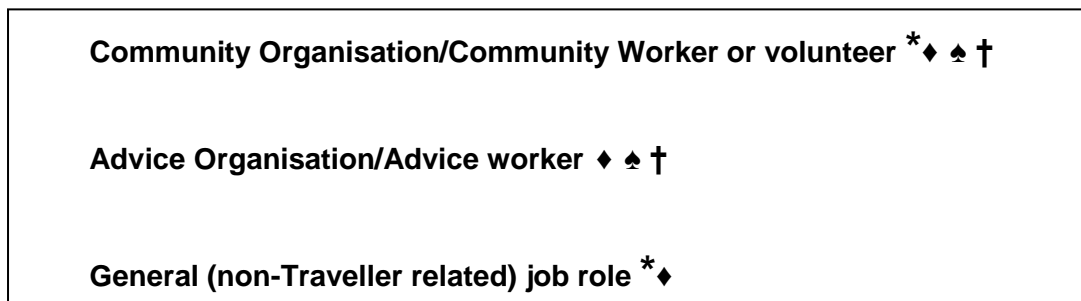 Community Organisation/Community Worker or volunteer *♦ ♠ †
Advice Organisation/Advice worker ♦ ♠ †
General (non-Traveller related) job role *♦